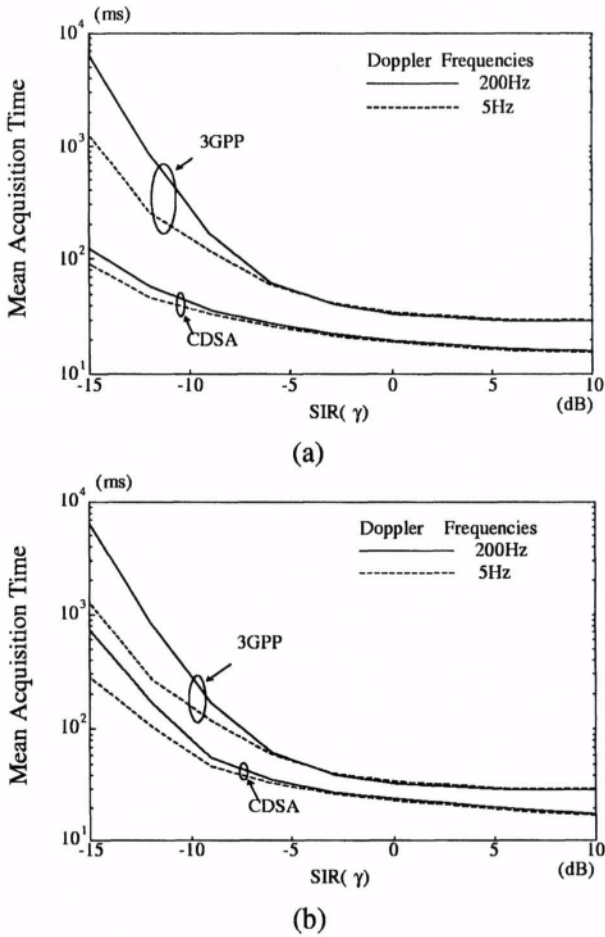 (ms)
10^4
10^3
10^2
10^1
Mean Acquisition Time
Doppler Frequencies
200Hz
5Hz
3GPP
CDSA
-15 -10 -5 0 5 10
SIR( γ )
(dB)
(a)
(ms)
10^4
10^3
10^2
10^1
Mean Acquisition Time
Doppler Frequencies
200Hz
5Hz
3GPP
CDSA
-15 -10 -5 0 5 10
SIR( γ )
(dB)
(b)